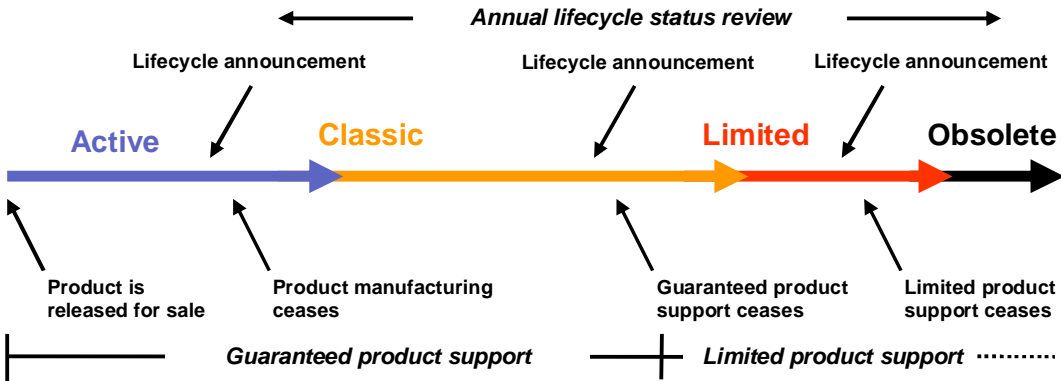 Annual lifecycle status review
Lifecycle announcement
Lifecycle announcement
Lifecycle announcement
Active
Classic
Limited
Obsolete
Product is
released for sale
Product manufacturing
ceases
Guaranteed product
support ceases
Limited product
support ceases
Guaranteed product support
Limited product support